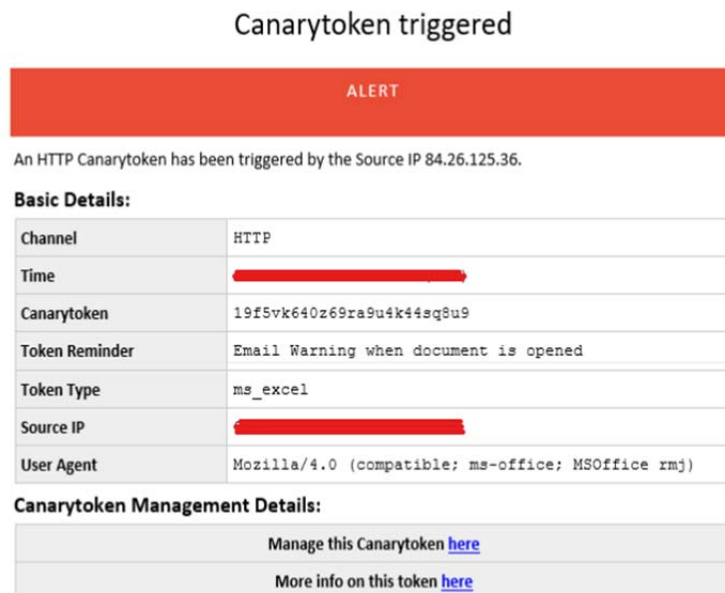 Canarytoken triggered
ALERT
An HTTP Canarytoken has been triggered by the Source IP 84.26.125.36.
Basic Details:
Channel HTTP
Time
Canarytoken 19f5vk640z69ra9u4k44sq8u9
Token Reminder Email Warning when document is opened
Token Type ms_excel
Source IP
User Agent Mozilla/4.0 (compatible; ms-office; MSOffice rmj)
Canarytoken Management Details:
Manage this Canarytoken here
More info on this token here